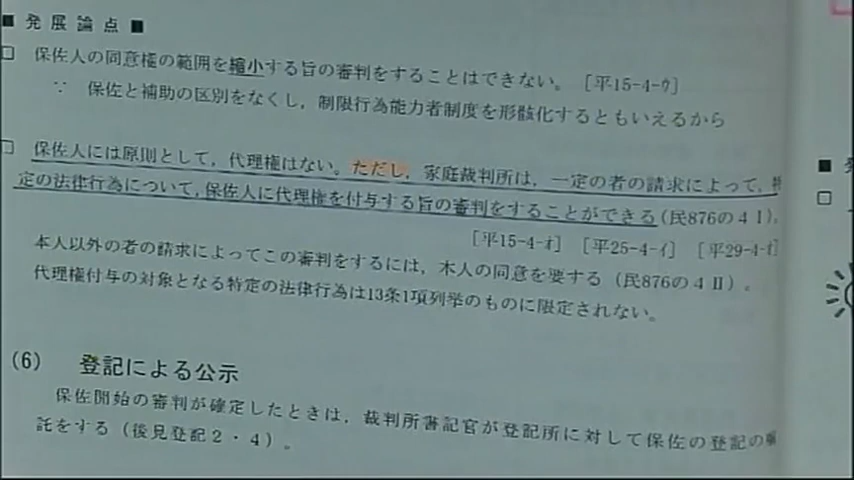 ■ 発展論点 ■
□ 保佐人の同意権の範囲を縮小する旨の審判をすることはできない。［平15-4-ウ］
∵ 保佐と補助の区別をなくし，制限行為能力者制度を形骸化するともいえるから
□ 保佐人には原則として，代理権はない。ただし，家庭裁判所は，一定の者の請求によって，特
定の法律行為について，保佐人に代理権を付与する旨の審判をすることができる（民876の4Ⅰ）。
［平15-4-オ］［平25-4-イ］［平29-4-オ］
本人以外の者の請求によってこの審判をするには，本人の同意を要する（民876の4Ⅱ）。
代理権付与の対象となる特定の法律行為は13条1項列挙のものに限定されない。
(6) 登記による公示
保佐開始の審判が確定したときは，裁判所書記官が登記所に対して保佐の登記の嘱
託をする（後見登記2・4）。
■
□